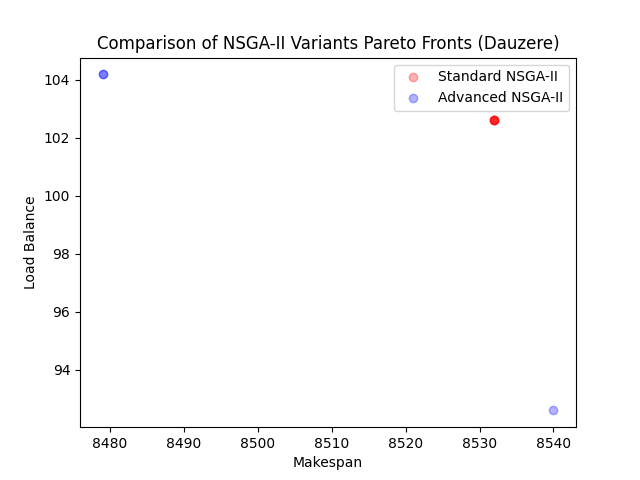 Comparison of NSGA-II Variants Pareto Fronts (Dauzere)
Standard NSGA-II
Advanced NSGA-II
Load Balance
104
102
100
98
96
94
8480 8490 8500 8510 8520 8530 8540
Makespan